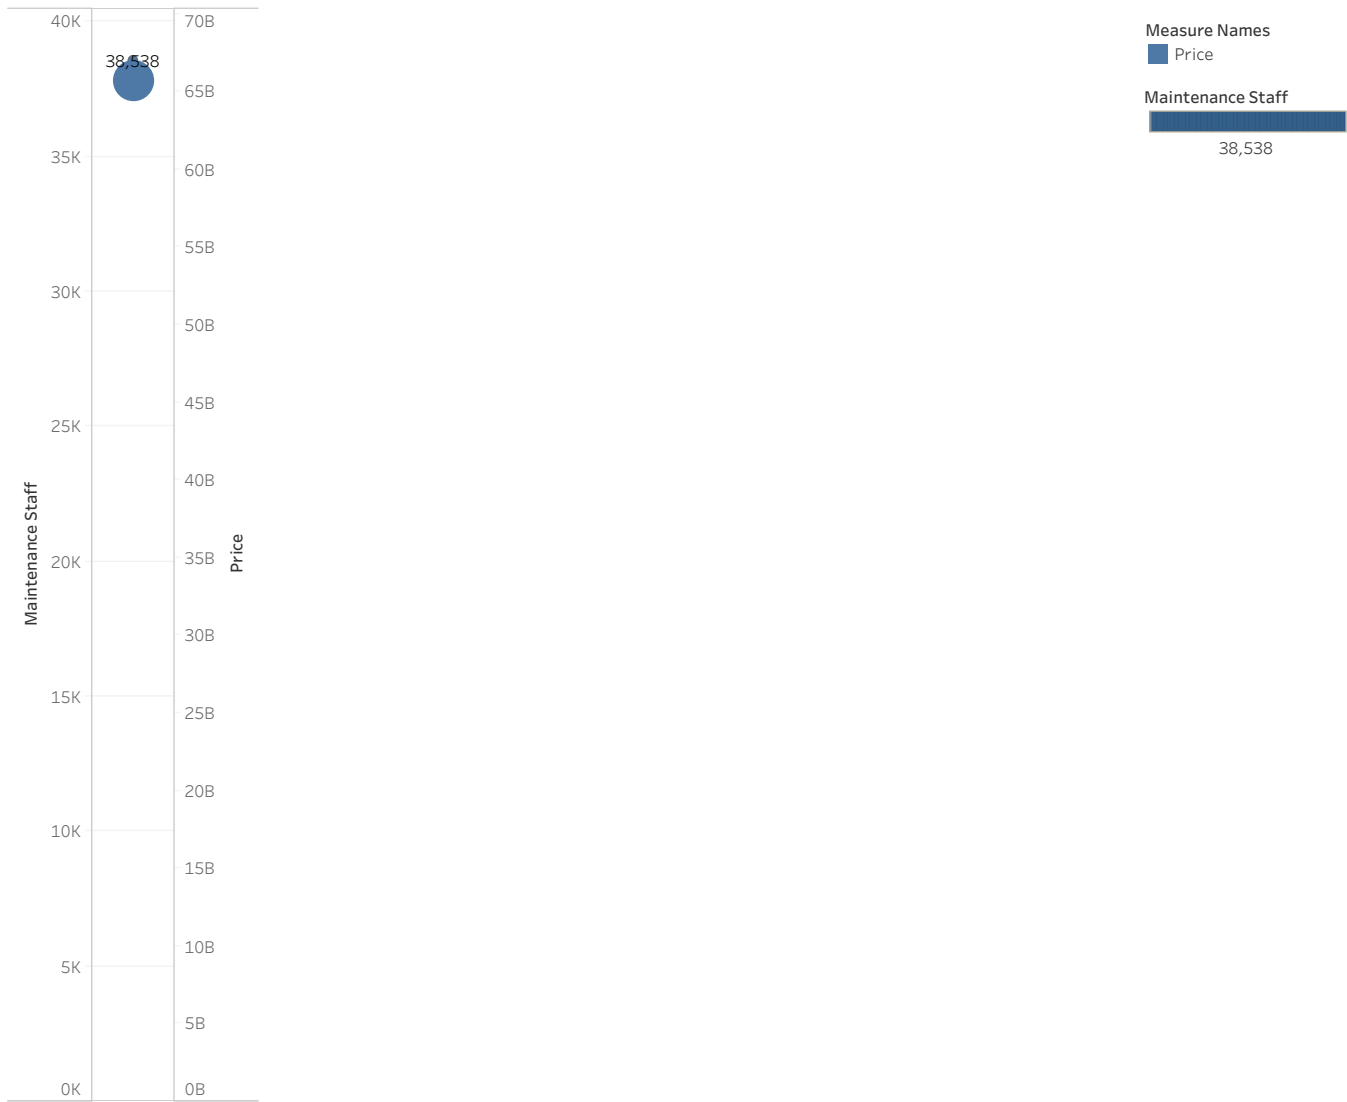 40K
35K
30K
25K
20K
15K
10K
5K
0K
Maintenance Staff
38,538
70B
65B
60B
55B
50B
45B
40B
35B
30B
25B
20B
15B
10B
5B
0B
Price
Measure Names
Price
Maintenance Staff
38,538